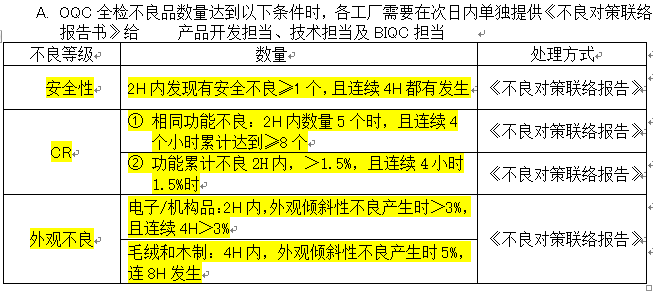 A. OQC 全检不良品数量达到以下条件时，各工厂需要在次日内单独提供《不良对策联络
报告书》给 产品开发担当、技术担当及 BIQC 担当
不良等级 数量 处理方式
安全性 2H 内发现有安全不良≥1 个，且连续 4H 都有发生 《不良对策联络报告》
CR
① 相同功能不良：2H 内数量 5 个时，且连续 4
个小时累计达到≥8 个
《不良对策联络报告》
② 功能累计不良 2H 内，＞1.5%，且连续 4 小时
1.5%时
《不良对策联络报告》
外观不良
电子/机构品：2H 内，外观倾斜性不良产生时＞3%，
且连续 4H＞3%
毛绒和木制：4H 内，外观倾斜性不良产生时 5%，
连 8H 发生
《不良对策联络报告》